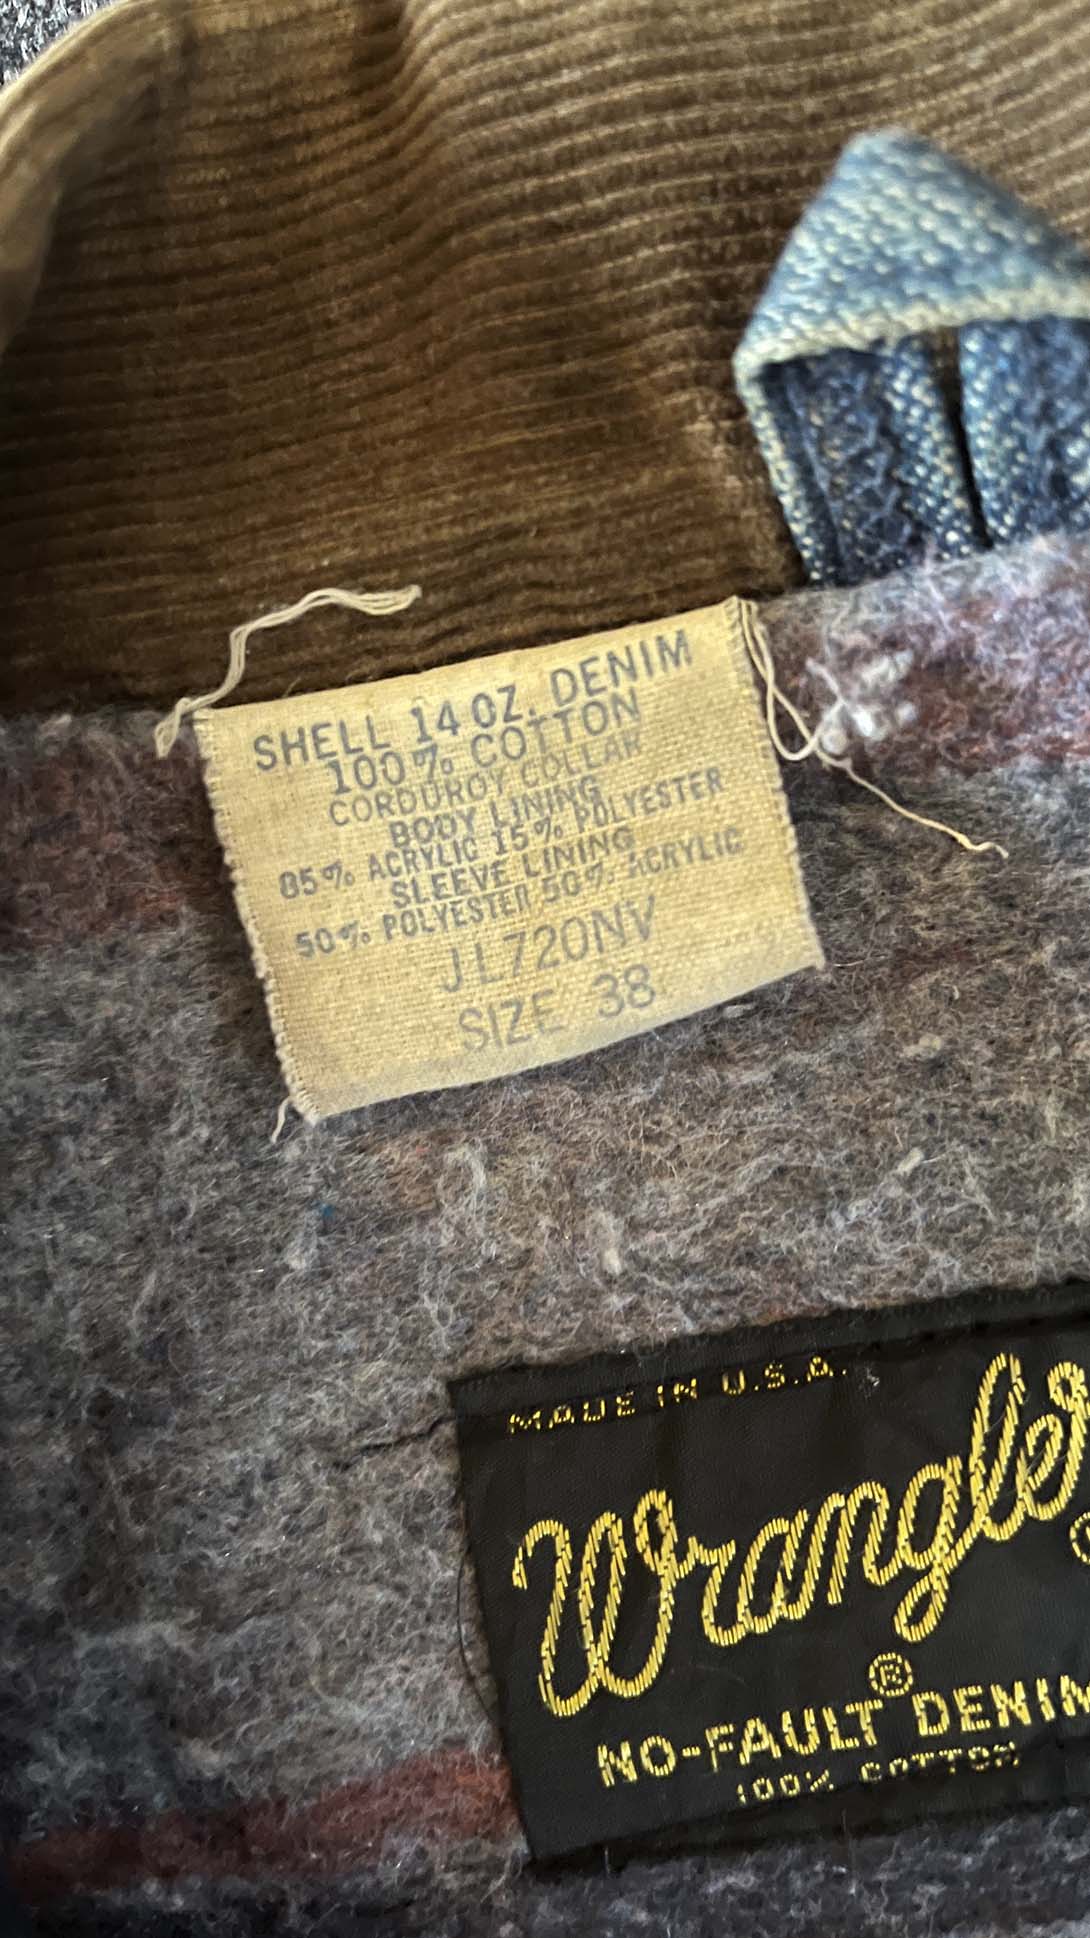 SHELL 14 OZ. DENIM
100% COTTON
CORDUROY COLLAR
BODY LINING
85% ACRYLIC 15% POLYESTER
SLEEVE LINING
50% POLYESTER 50% ACRYLIC
JL720NV
SIZE 38
MADE IN U.S.A.
Wrangler
NO-FAULT® DENIM
100% COTTON